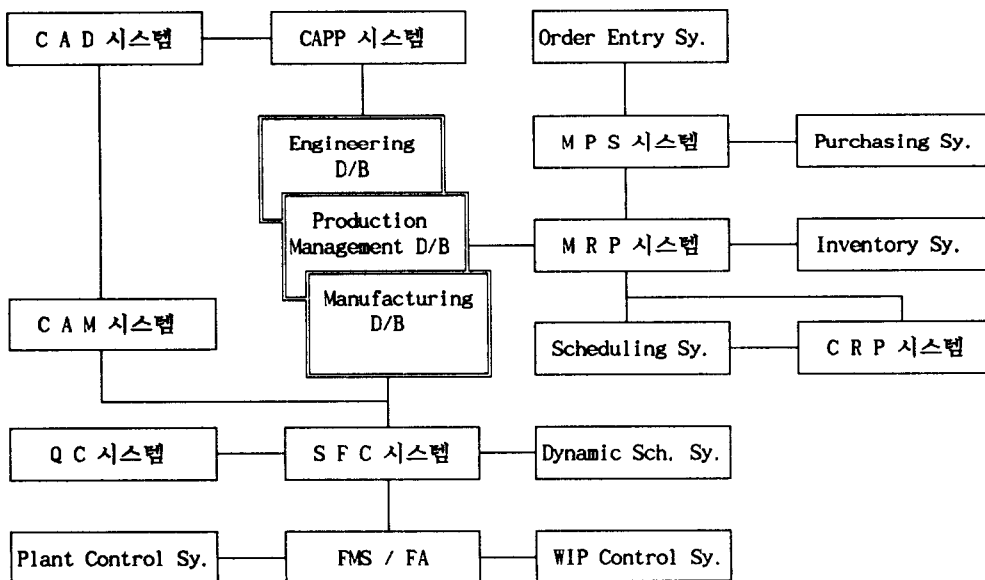 C A D 시스템
CAPP 시스템
Order Entry Sy.
Engineering
D/B
M P S 시스템
Purchasing Sy.
Production
Management D/B
M R P 시스템
Inventory Sy.
Manufacturing
D/B
C A M 시스템
Scheduling Sy.
C R P 시스템
Q C 시스템
S F C 시스템
Dynamic Sch. Sy.
Plant Control Sy.
FMS / FA
WIP Control Sy.